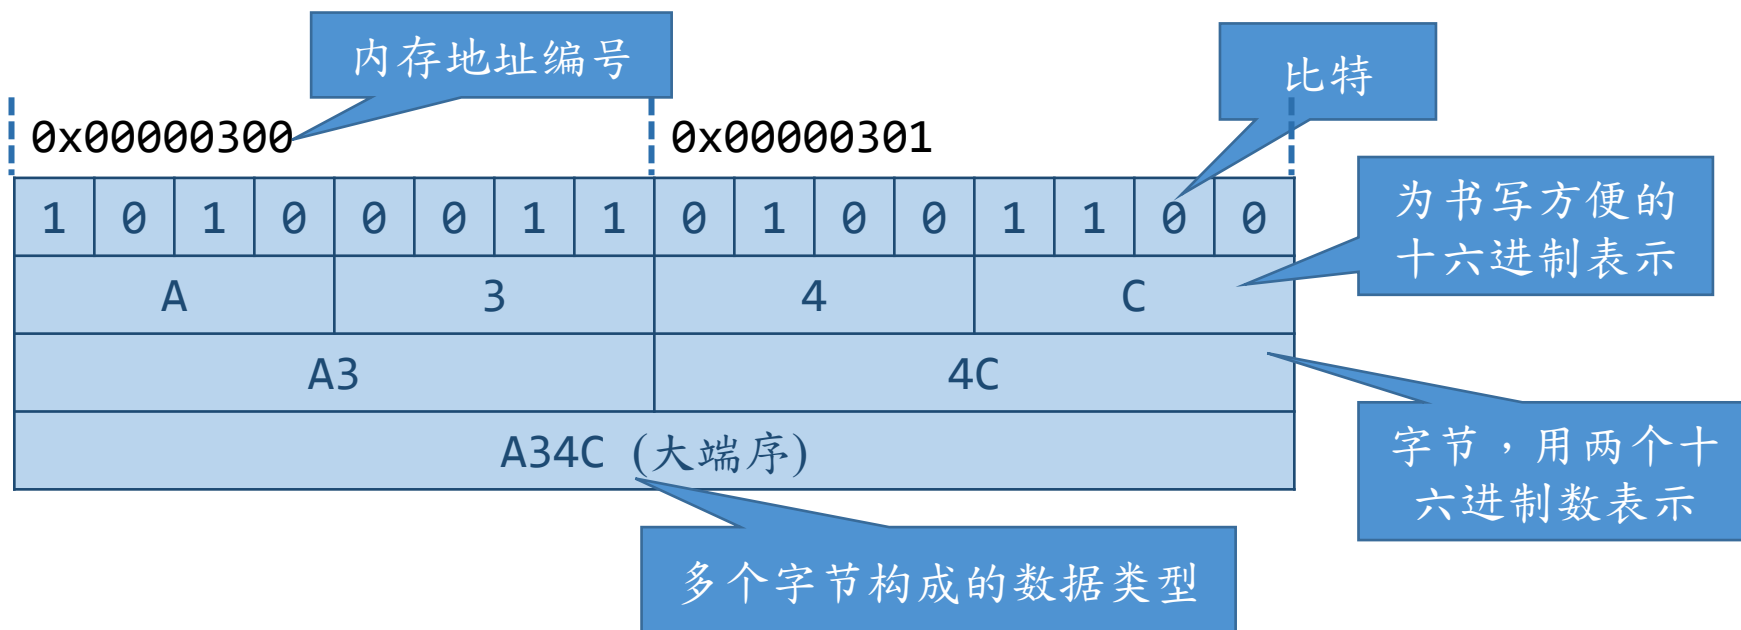 内存地址编号
比特
0x00000300
0x00000301
1 0 1 0 0 0 1 1 0 1 0 0 1 1 0 0
为书写方便的
十六进制表示
A 3 4 C
A3 4C
A34C (大端序)
字节，用两个十
六进制数表示
多个字节构成的数据类型